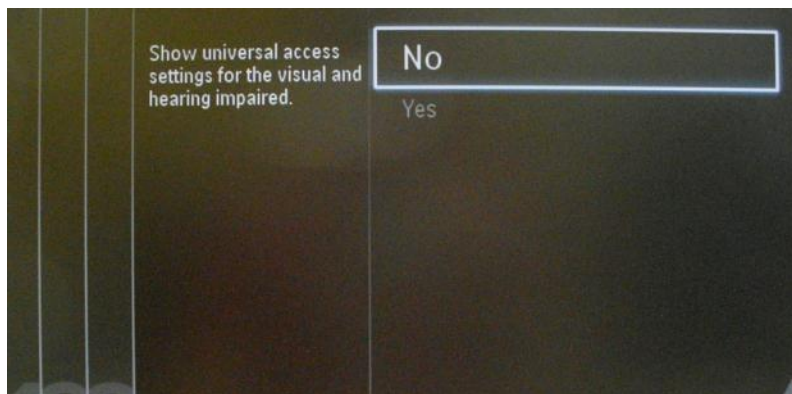 Show universal access
settings for the visual and
hearing impaired.
No
Yes